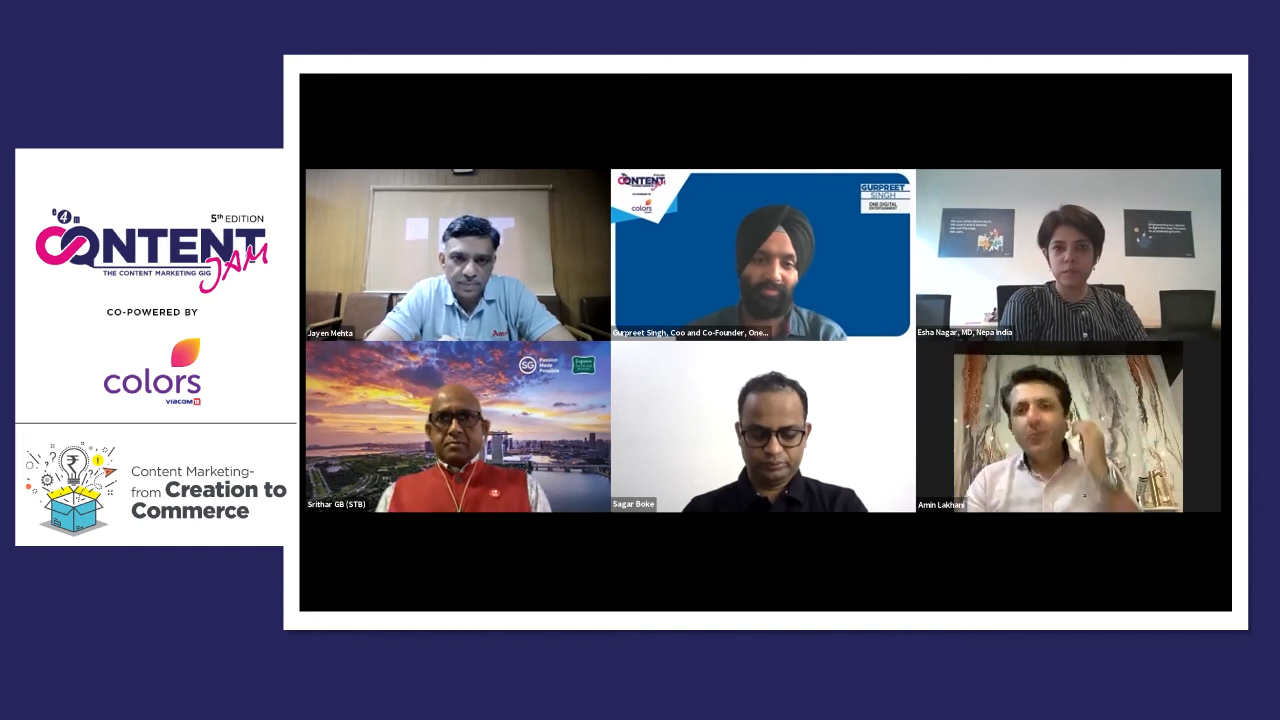 e4m
5th EDITION
CONTENT
JAM
THE CONTENT MARKETING GIG
CO-POWERED BY
colors
VIACOM18
Content Marketing-
from Creation to
Commerce
Jayen Mehta
CONTENT
JAM
colors
GURPREET
SINGH
ONE DIGITAL
ENTERTAINMENT
Gurpreet Singh, Coo and Co-Founder, One...
Esha Nagar, MD, Nepa India
SG
Passion
Made
Possible
Srithar GB (STB)
Sagar Boke
Amin Lakhani